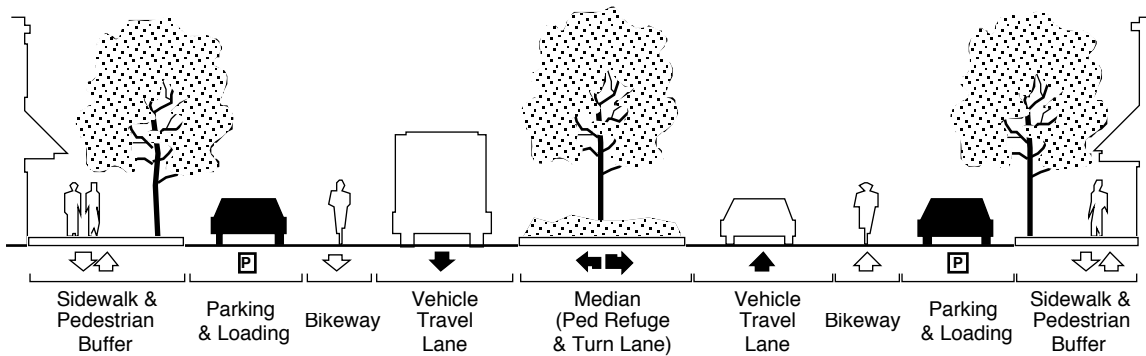 P
P
Sidewalk &
Pedestrian
Buffer
Parking
& Loading
Bikeway
Vehicle
Travel
Lane
Median
(Ped Refuge
& Turn Lane)
Vehicle
Travel
Lane
Bikeway
Parking
& Loading
Sidewalk &
Pedestrian
Buffer